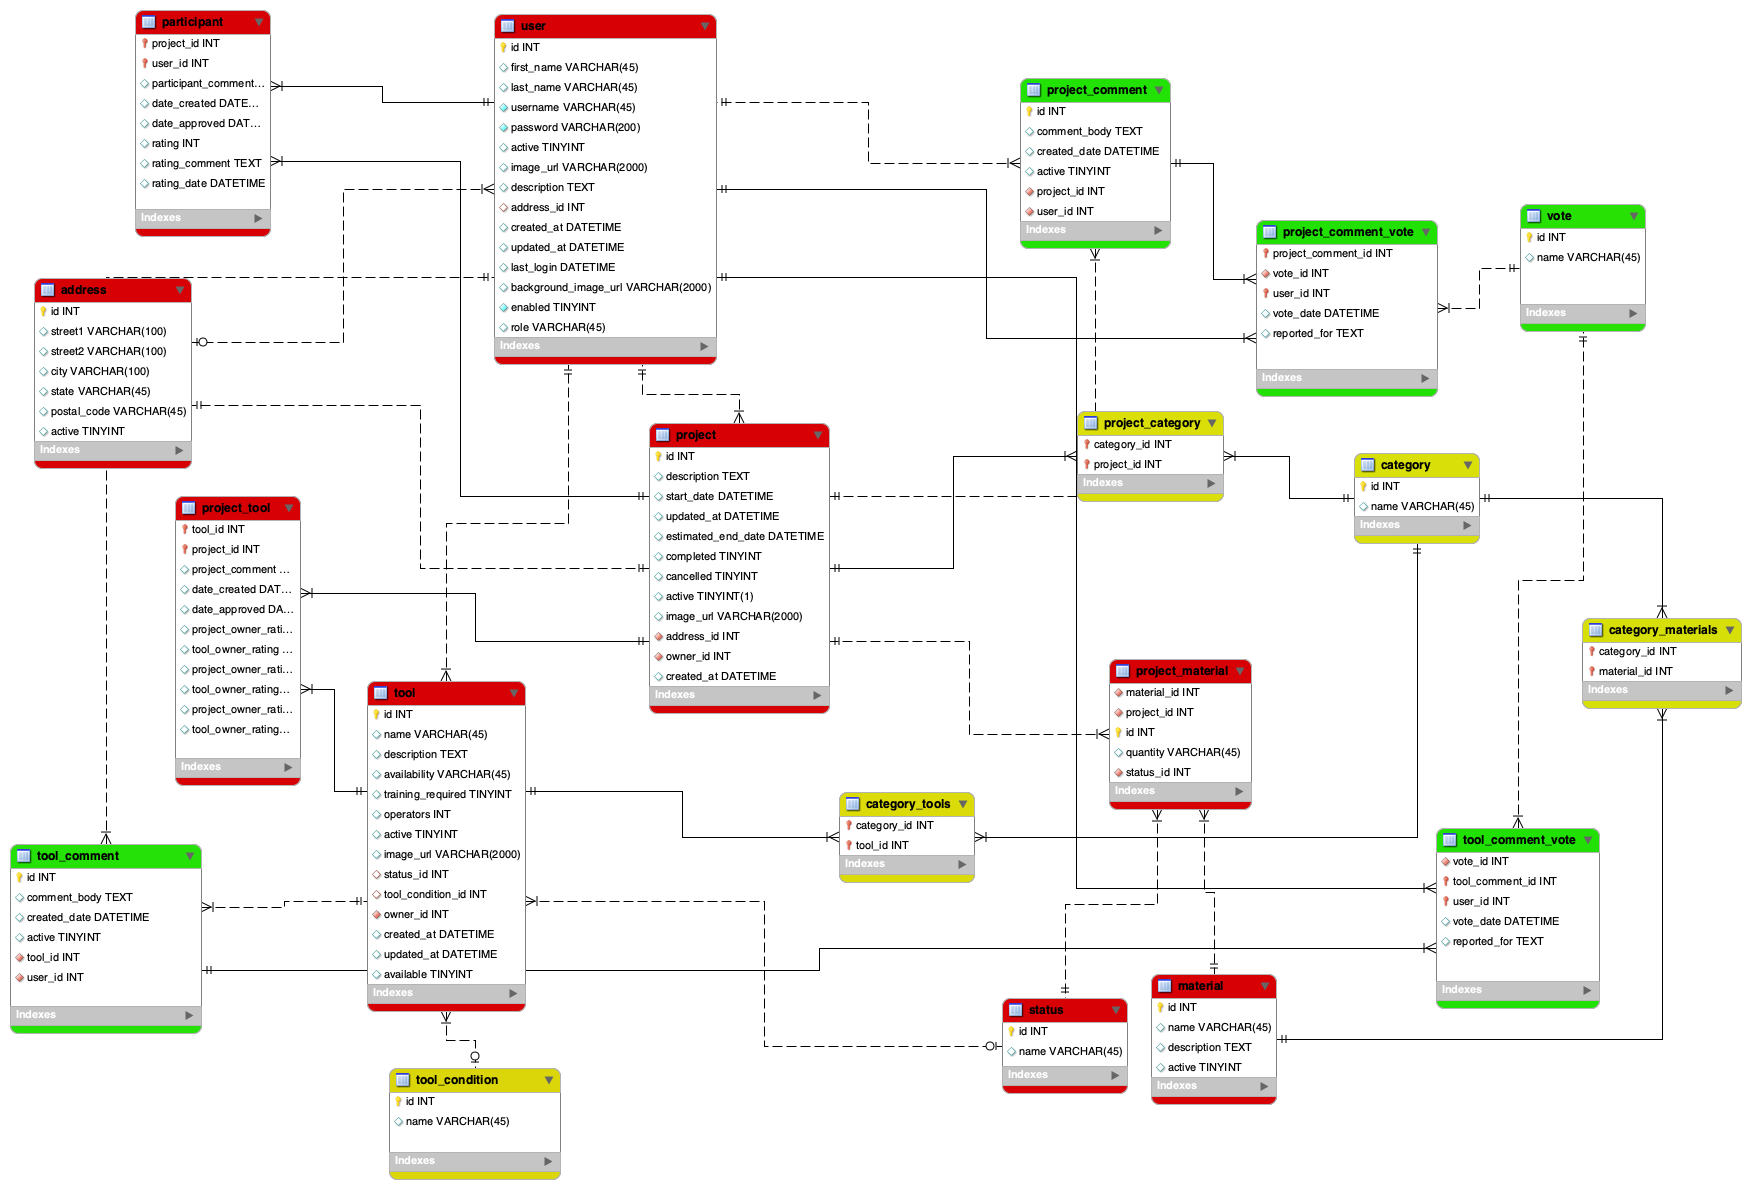 participant
project_id INT
user_id INT
participant_comment...
date_created DATE...
date_approved DAT...
rating INT
rating_comment TEXT
rating_date DATETIME
Indexes
user
id INT
first_name VARCHAR(45)
last_name VARCHAR(45)
username VARCHAR(45)
password VARCHAR(200)
active TINYINT
image_url VARCHAR(2000)
description TEXT
address_id INT
created_at DATETIME
updated_at DATETIME
last_login DATETIME
background_image_url VARCHAR(2000)
enabled TINYINT
role VARCHAR(45)
Indexes
project_comment
id INT
comment_body TEXT
created_date DATETIME
active TINYINT
project_id INT
user_id INT
Indexes
project_comment_vote
project_comment_id INT
vote_id INT
user_id INT
vote_date DATETIME
reported_for TEXT
Indexes
vote
id INT
name VARCHAR(45)
Indexes
address
id INT
street1 VARCHAR(100)
street2 VARCHAR(100)
city VARCHAR(100)
state VARCHAR(45)
postal_code VARCHAR(45)
active TINYINT
Indexes
project
id INT
description TEXT
start_date DATETIME
updated_at DATETIME
estimated_end_date DATETIME
completed TINYINT
cancelled TINYINT
active TINYINT(1)
image_url VARCHAR(2000)
address_id INT
owner_id INT
created_at DATETIME
Indexes
project_category
category_id INT
project_id INT
Indexes
category
id INT
name VARCHAR(45)
Indexes
project_tool
tool_id INT
project_id INT
project_comment ...
date_created DAT...
date_approved DA...
project_owner_rati...
tool_owner_rating ...
project_owner_rati...
tool_owner_rating...
project_owner_rati...
tool_owner_rating...
Indexes
category_materials
category_id INT
material_id INT
Indexes
project_material
material_id INT
project_id INT
id INT
quantity VARCHAR(45)
status_id INT
Indexes
tool
id INT
name VARCHAR(45)
description TEXT
availability VARCHAR(45)
training_required TINYINT
operators INT
active TINYINT
image_url VARCHAR(2000)
status_id INT
tool_condition_id INT
owner_id INT
created_at DATETIME
updated_at DATETIME
available TINYINT
Indexes
category_tools
category_id INT
tool_id INT
Indexes
tool_comment_vote
vote_id INT
tool_comment_id INT
user_id INT
vote_date DATETIME
reported_for TEXT
Indexes
tool_comment
id INT
comment_body TEXT
created_date DATETIME
active TINYINT
tool_id INT
user_id INT
Indexes
status
id INT
name VARCHAR(45)
Indexes
material
id INT
name VARCHAR(45)
description TEXT
active TINYINT
Indexes
tool_condition
id INT
name VARCHAR(45)
Indexes